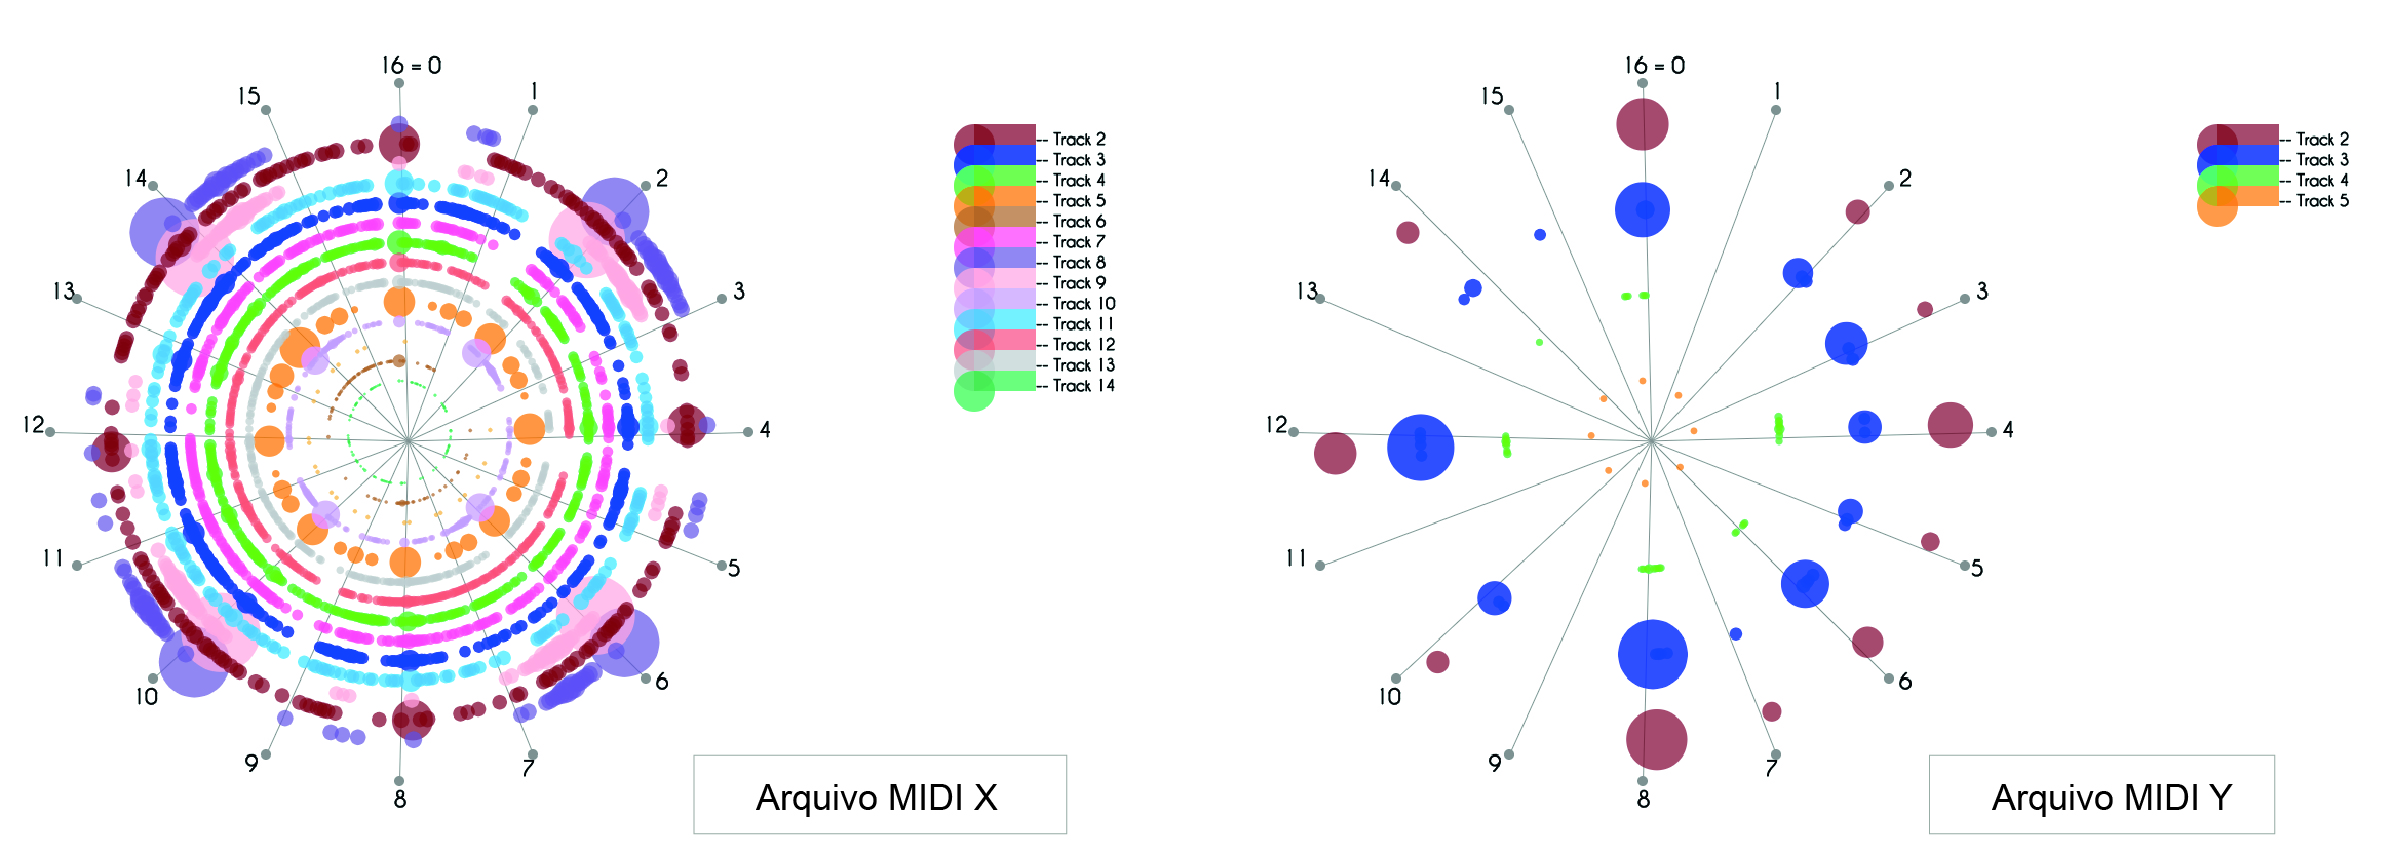 16 = 0
1
2
3
4
5
6
7
8
9
10
11
12
13
14
15
-- Track 2
-- Track 3
-- Track 4
-- Track 5
-- Track 6
-- Track 7
-- Track 8
-- Track 9
-- Track 10
-- Track 11
-- Track 12
-- Track 13
-- Track 14
Arquivo MIDI X
16 = 0
1
2
3
4
5
6
7
8
9
10
11
12
13
14
15
-- Track 2
-- Track 3
-- Track 4
-- Track 5
Arquivo MIDI Y